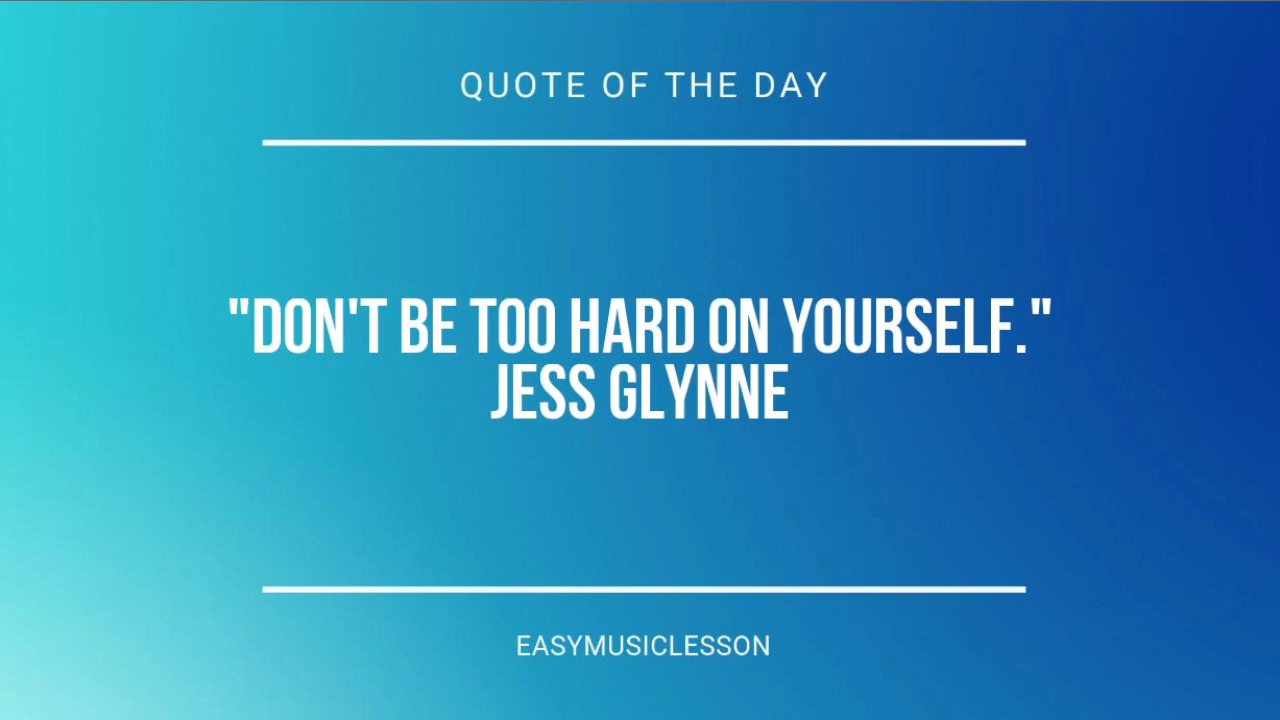 QUOTE OF THE DAY
"DON'T BE TOO HARD ON YOURSELF."
JESS GLYNNE
EASYMUSICLESSON